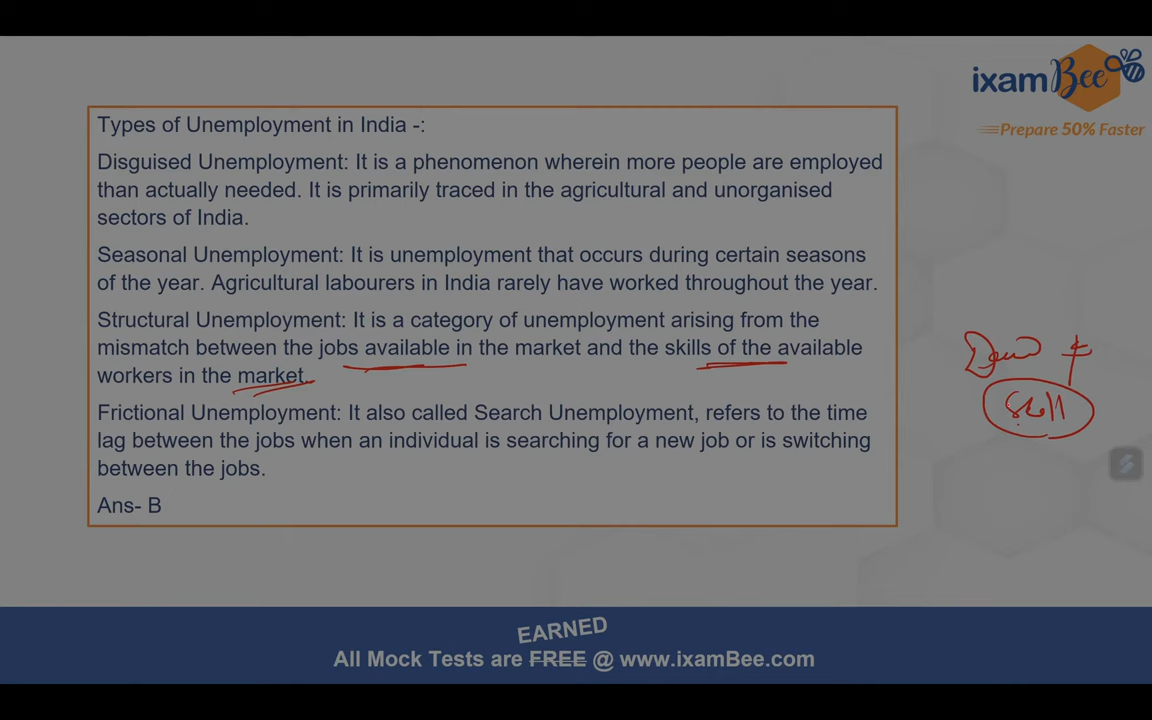 ixamBee
Prepare 50% Faster
Types of Unemployment in India -:
Disguised Unemployment: It is a phenomenon wherein more people are employed
than actually needed. It is primarily traced in the agricultural and unorganised
sectors of India.
Seasonal Unemployment: It is unemployment that occurs during certain seasons
of the year. Agricultural labourers in India rarely have worked throughout the year.
Structural Unemployment: It is a category of unemployment arising from the
mismatch between the jobs available in the market and the skills of the available
workers in the market.
Frictional Unemployment: It also called Search Unemployment, refers to the time
lag between the jobs when an individual is searching for a new job or is switching
between the jobs.
Ans- B
Skill
EARNED
All Mock Tests are FREE @ www.ixamBee.com